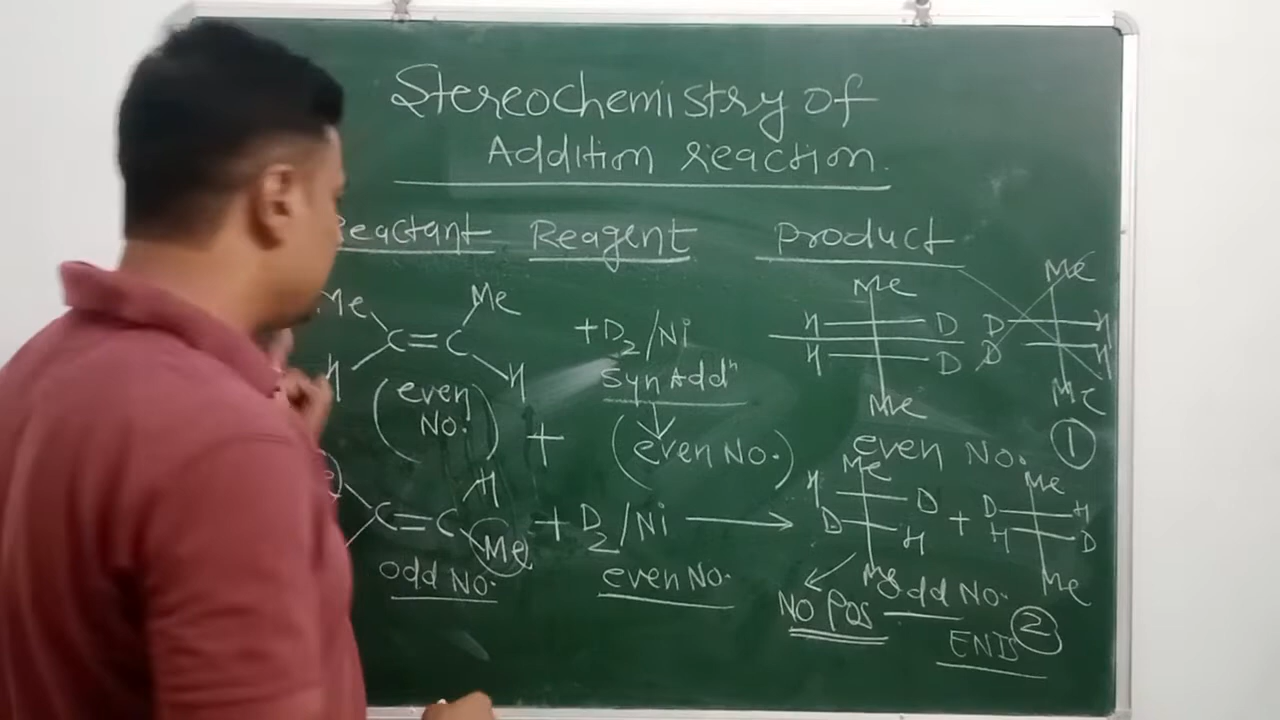 Stereochemistry of
Addition reaction.
Reactant Reagent Product
Me Me
C=C
H H
(even No.)
+D2/Ni
Syn Addn
(even No.)
Me Me
H D D H
H D D H
Me Me
even No. 1
+
H
C=C
Me
odd No.
+ D2/Ni
even No.
Me Me
H D + D H
D H H D
Me Me
odd No.
No POS
END 2